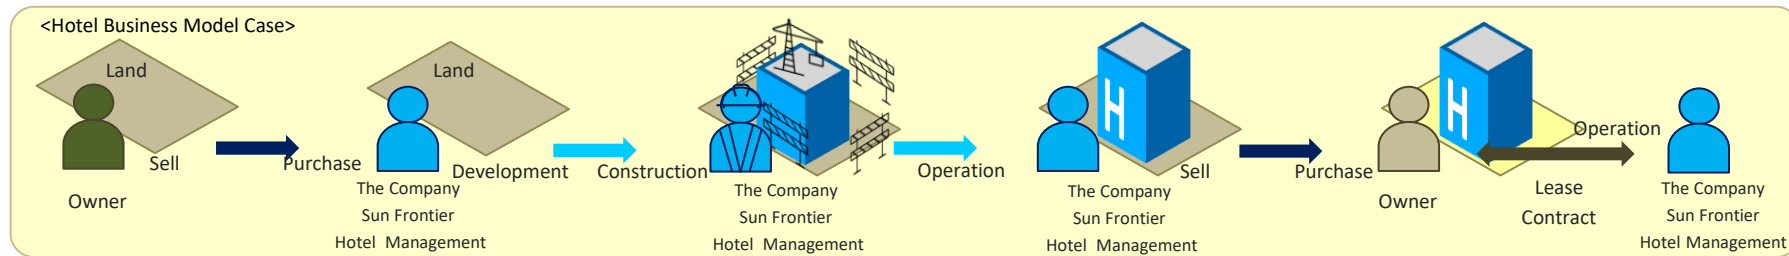 <Hotel Business Model Case>
Land
Sell
Owner
Purchase
Land
Development
The Company
Sun Frontier
Hotel Management
Construction
The Company
Sun Frontier
Hotel Management
Operation
H
Sell
The Company
Sun Frontier
Hotel Management
Purchase
Owner
H
Operation
Lease
Contract
The Company
Sun Frontier
Hotel Management